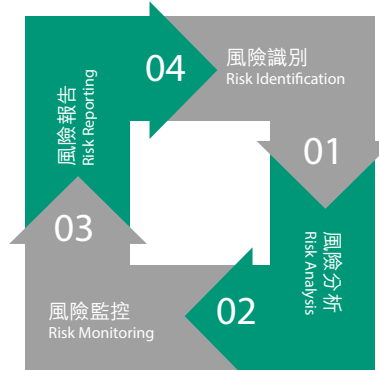 04
風險識別
Risk Identification
01
風險分析
Risk Analysis
02
風險監控
Risk Monitoring
03
風險報告
Risk Reporting